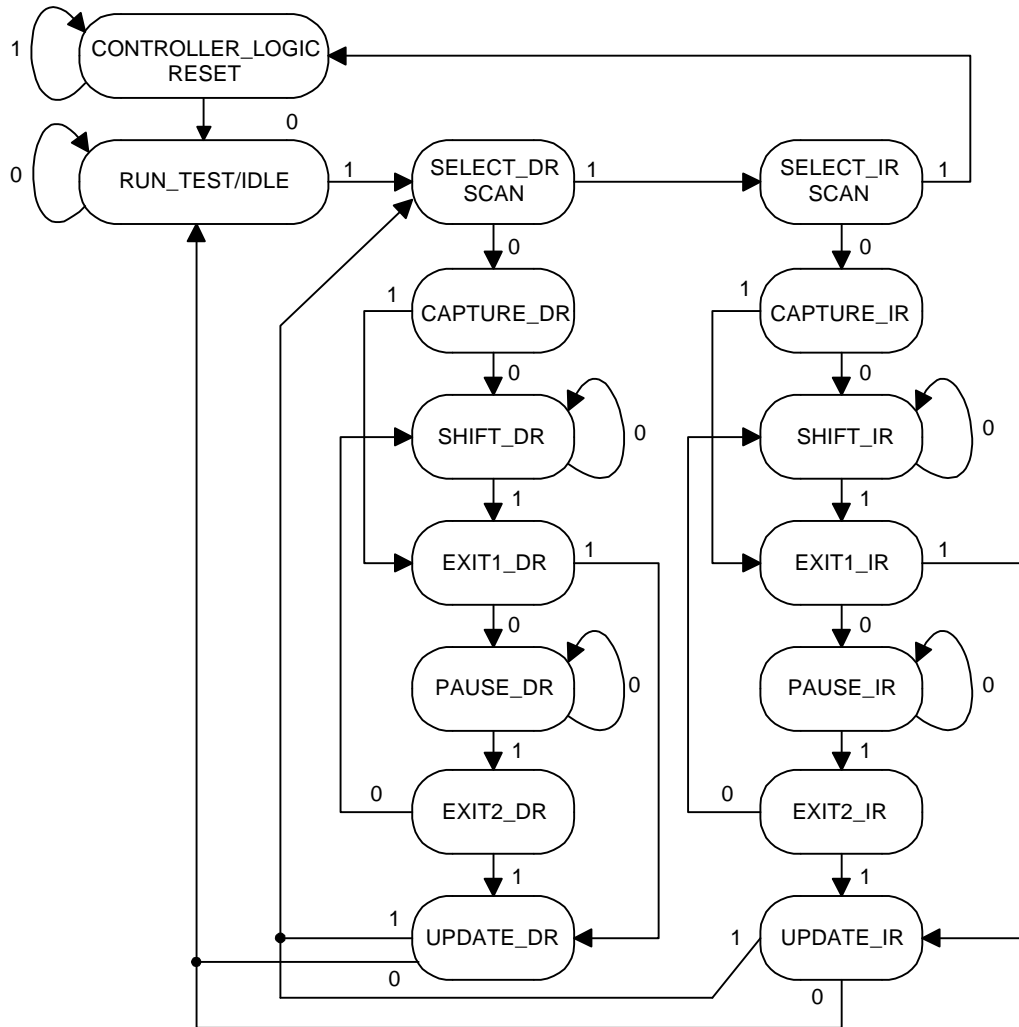 1
CONTROLLER_LOGIC
RESET
0
0
RUN_TEST/IDLE
1
SELECT_DR
SCAN
1
SELECT_IR
SCAN
1
0
0
1
CAPTURE_DR
1
CAPTURE_IR
0
0
SHIFT_DR
0
SHIFT_IR
0
1
1
EXIT1_DR
1
EXIT1_IR
1
0
0
PAUSE_DR
0
PAUSE_IR
0
1
1
0
EXIT2_DR
0
EXIT2_IR
1
1
1
UPDATE_DR
0
1
UPDATE_IR
0